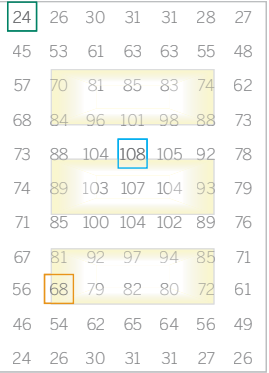 24 26 30 31 31 28 27
45 53 61 63 63 55 48
57 70 81 85 83 74 62
68 84 96 101 98 88 73
73 88 104 108 105 92 78
74 89 103 107 104 93 79
71 85 100 104 102 89 76
67 81 92 97 94 85 71
56 68 79 82 80 72 61
46 54 62 65 64 56 49
24 26 30 31 31 27 26